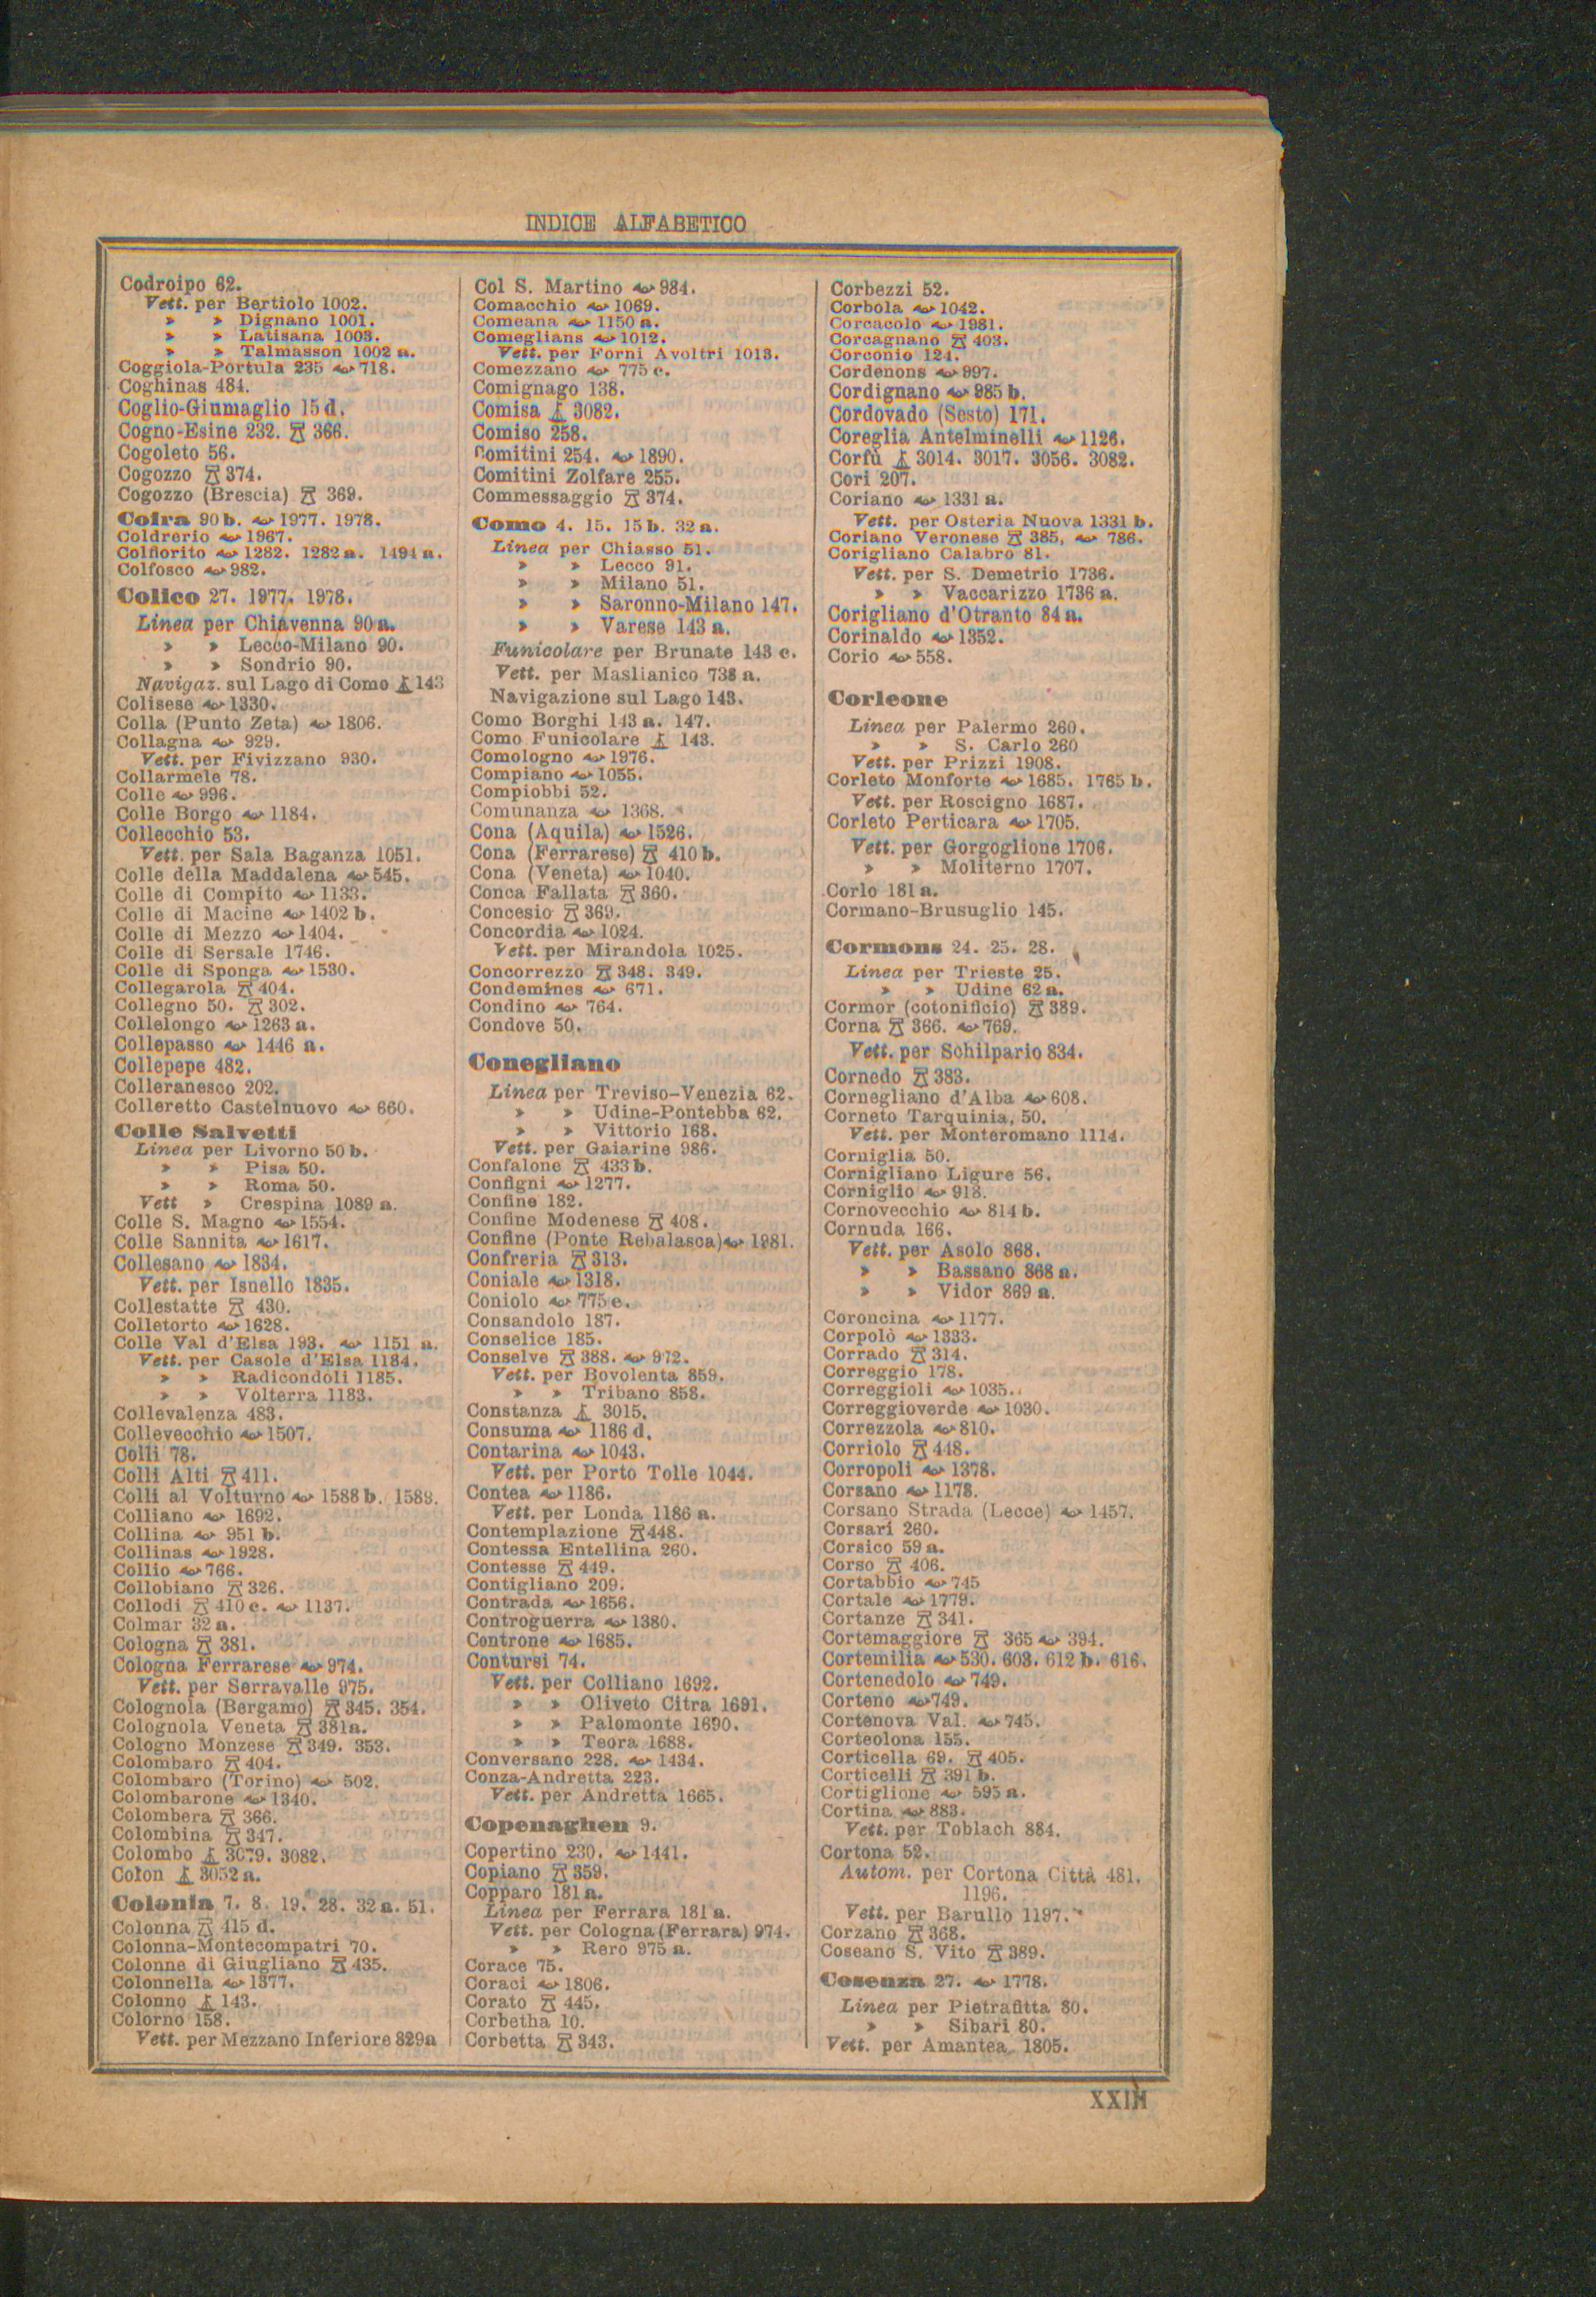 INDICE ALFABETICO
Codroipo 62.
Vett. per Bertiolo 1002.
» » Dignano 1001.
» » Latisana 1003.
» » Talmasson 1002 a.
Coggiola-Portula 235 718.
Coghinas 484.
Coglio-Giumaglio 15 d.
Cogno-Esine 232. 366.
Cogoleto 56.
Cogozzo 374.
Cogozzo (Brescia) 369.
Coira 90 b. 1977. 1978.
Coldrerio 1967.
Colfiorito 1282. 1282 a. 1494 a.
Colfosco 982.
Colico 27. 1977. 1978.
Linea per Chiavenna 90 a.
» » Lecco-Milano 90.
» » Sondrio 90.
Navigaz. sul Lago di Como 143
Colisese 1330.
Colla (Punto Zeta) 1806.
Collagna 929.
Vett. per Fivizzano 930.
Collarmele 78.
Colle 996.
Colle Borgo 1184.
Collecchio 53.
Vett. per Sala Baganza 1051.
Colle della Maddalena 545.
Colle di Compito 1133.
Colle di Macine 1402 b.
Colle di Mezzo 1404.
Colle di Sersale 1746.
Colle di Sponga 1530.
Collegarola 404.
Collegno 50. 302.
Collelongo 1263 a.
Collepasso 1446 a.
Collepepe 482.
Colleranesco 202.
Colleretto Castelnuovo 660.
Colle Salvetti
Linea per Livorno 50 b.
» » Pisa 50.
» » Roma 50.
Vett » Crespina 1089 a.
Colle S. Magno 1554.
Colle Sannita 1617.
Collesano 1834.
Vett. per Isnello 1835.
Collestatte 430.
Colletorto 1628.
Colle Val d'Elsa 193. 1151 a.
Vett. per Casole d'Elsa 1184.
» » Radicondoli 1185.
» » Volterra 1183.
Collevalenza 483.
Collevecchio 1507.
Colli 78.
Colli Alti 411.
Colli al Volturno 1588 b. 1589.
Colliano 1692.
Collina 951 b.
Collinas 1928.
Collio 766.
Collobiano 326.
Collodi 410 c. 1137.
Colmar 32 a.
Cologna 381.
Cologna Ferrarese 974.
Vett. per Serravalle 975.
Colognola (Bergamo) 345. 354.
Colognola Veneta 381a.
Cologno Monzese 349. 353.
Colombaro 404.
Colombaro (Torino) 502.
Colombarone 1340.
Colombera 366.
Colombina 347.
Colombo 3079. 3082.
Colon 3052 a.
Colonia 7. 8. 19. 28. 32 a. 51.
Colonna 415 d.
Colonna-Montecompatri 70.
Colonne di Giugliano 435.
Colonnella 1377.
Colonno 143.
Colorno 158.
Vett. per Mezzano Inferiore 829a
Col S. Martino 984.
Comacchio 1069.
Comeana 1150 a.
Comeglians 1012.
Vett. per Forni Avoltri 1013.
Comezzano 775 c.
Comignago 138.
Comisa 3082.
Comiso 258.
Comitini 254. 1890.
Comitini Zolfare 255.
Commessaggio 374.
Como 4. 15. 15 b. 32 a.
Linea per Chiasso 51.
» » Lecco 91.
» » Milano 51.
» » Saronno-Milano 147.
» » Varese 143 a.
Funicolare per Brunate 143 c.
Vett. per Maslianico 738 a.
Navigazione sul Lago 143.
Como Borghi 143 a. 147.
Como Funicolare 143.
Comologno 1976.
Compiano 1055.
Compiobbi 52.
Comunanza 1368.
Cona (Aquila) 1526.
Cona (Ferrarese) 410 b.
Cona (Veneta) 1040.
Conca Fallata 360.
Concesio 369.
Concordia 1024.
Vett. per Mirandola 1025.
Concorrezzo 348. 349.
Condemines 671.
Condino 764.
Condove 50.
Conegliano
Linea per Treviso-Venezia 62.
» » Udine-Pontebba 62.
» » Vittorio 168.
Vett. per Gaiarine 986.
Confalone 433 b.
Configni 1277.
Confine 182.
Confine Modenese 408.
Confine (Ponte Rebalasca) 1981.
Confreria 313.
Coniale 1318.
Coniolo 775 e.
Consandolo 187.
Conselice 185.
Conselve 388. 972.
Vett. per Bovolenta 859.
» » Tribano 858.
Constanza 3015.
Consuma 1186 d.
Contarina 1043.
Vett. per Porto Tolle 1044.
Contea 1186.
Vett. per Londa 1186 a.
Contemplazione 448.
Contessa Entellina 260.
Contesse 449.
Contigliano 209.
Contrada 1656.
Controguerra 1380.
Controne 1685.
Contursi 74.
Vett. per Colliano 1692.
» » Oliveto Citra 1691.
» » Palomonte 1690.
» » Teora 1688.
Conversano 228. 1434.
Conza-Andretta 223.
Vett. per Andretta 1665.
Copenaghen 9.
Copertino 230. 1441.
Copiano 359.
Copparo 181 a.
Linea per Ferrara 181 a.
Vett. per Cologna (Ferrara) 974.
» » Rero 975 a.
Corace 75.
Coraci 1806.
Corato 445.
Corbetha 10.
Corbetta 343.
Corbezzi 52.
Corbola 1042.
Corcacolo 1981.
Corcagnano 403.
Corconio 124.
Cordenons 997.
Cordignano 985 b.
Cordovado (Sesto) 171.
Coreglia Antelminelli 1126.
Corfù 3014. 3017. 3056. 3082.
Cori 207.
Coriano 1331 a.
Vett. per Osteria Nuova 1331 b.
Coriano Veronese 385, 786.
Corigliano Calabro 81.
Vett. per S. Demetrio 1736.
» » Vaccarizzo 1736 a.
Corigliano d'Otranto 84 a.
Corinaldo 1352.
Corio 558.
Corleone
Linea per Palermo 260.
» » S. Carlo 260
Vett. per Prizzi 1908.
Corleto Monforte 1685. 1765 b.
Vett. per Roscigno 1687.
Corleto Perticara 1705.
Vett. per Gorgoglione 1706.
» » Moliterno 1707.
Corlo 181 a.
Cormano-Brusuglio 145.
Cormons 24. 25. 28.
Linea per Trieste 25.
» » Udine 62 a.
Cormor (cotonificio) 389.
Corna 366. 769.
Vett. per Schilpario 834.
Cornedo 383.
Cornegliano d'Alba 608.
Corneto Tarquinia, 50.
Vett. per Monteromano 1114.
Corniglia 50.
Cornigliano Ligure 56.
Corniglio 918.
Cornovecchio 814 b.
Cornuda 166.
Vett. per Asolo 868.
» » Bassano 868 a.
» » Vidor 869 a.
Coroncina 1177.
Corpolò 1333.
Corrado 314.
Correggio 178.
Correggioli 1035.
Correggioverde 1030.
Correzzola 810.
Corriolo 448.
Corropoli 1378.
Corsano 1178.
Corsano Strada (Lecce) 1457.
Corsari 260.
Corsico 59 a.
Corso 406.
Cortabbio 745
Cortale 1779.
Cortanze 341.
Cortemaggiore 365 394.
Cortemilia 530. 603. 612 b. 616.
Cortenedolo 749.
Corteno 749.
Cortenova Val. 745.
Corteolona 155.
Corticella 69. 405.
Corticelli 391 b.
Cortiglione 595 a.
Cortina 883.
Vett. per Toblach 884.
Cortona 52.
Autom. per Cortona Città 481.
1196.
Vett. per Barullo 1197.
Corzano 368.
Coseano S. Vito 389.
Cosenza 27. 1778.
Linea per Pietrafitta 80.
» » Sibari 80.
Vett. per Amantea 1805.
XXIII